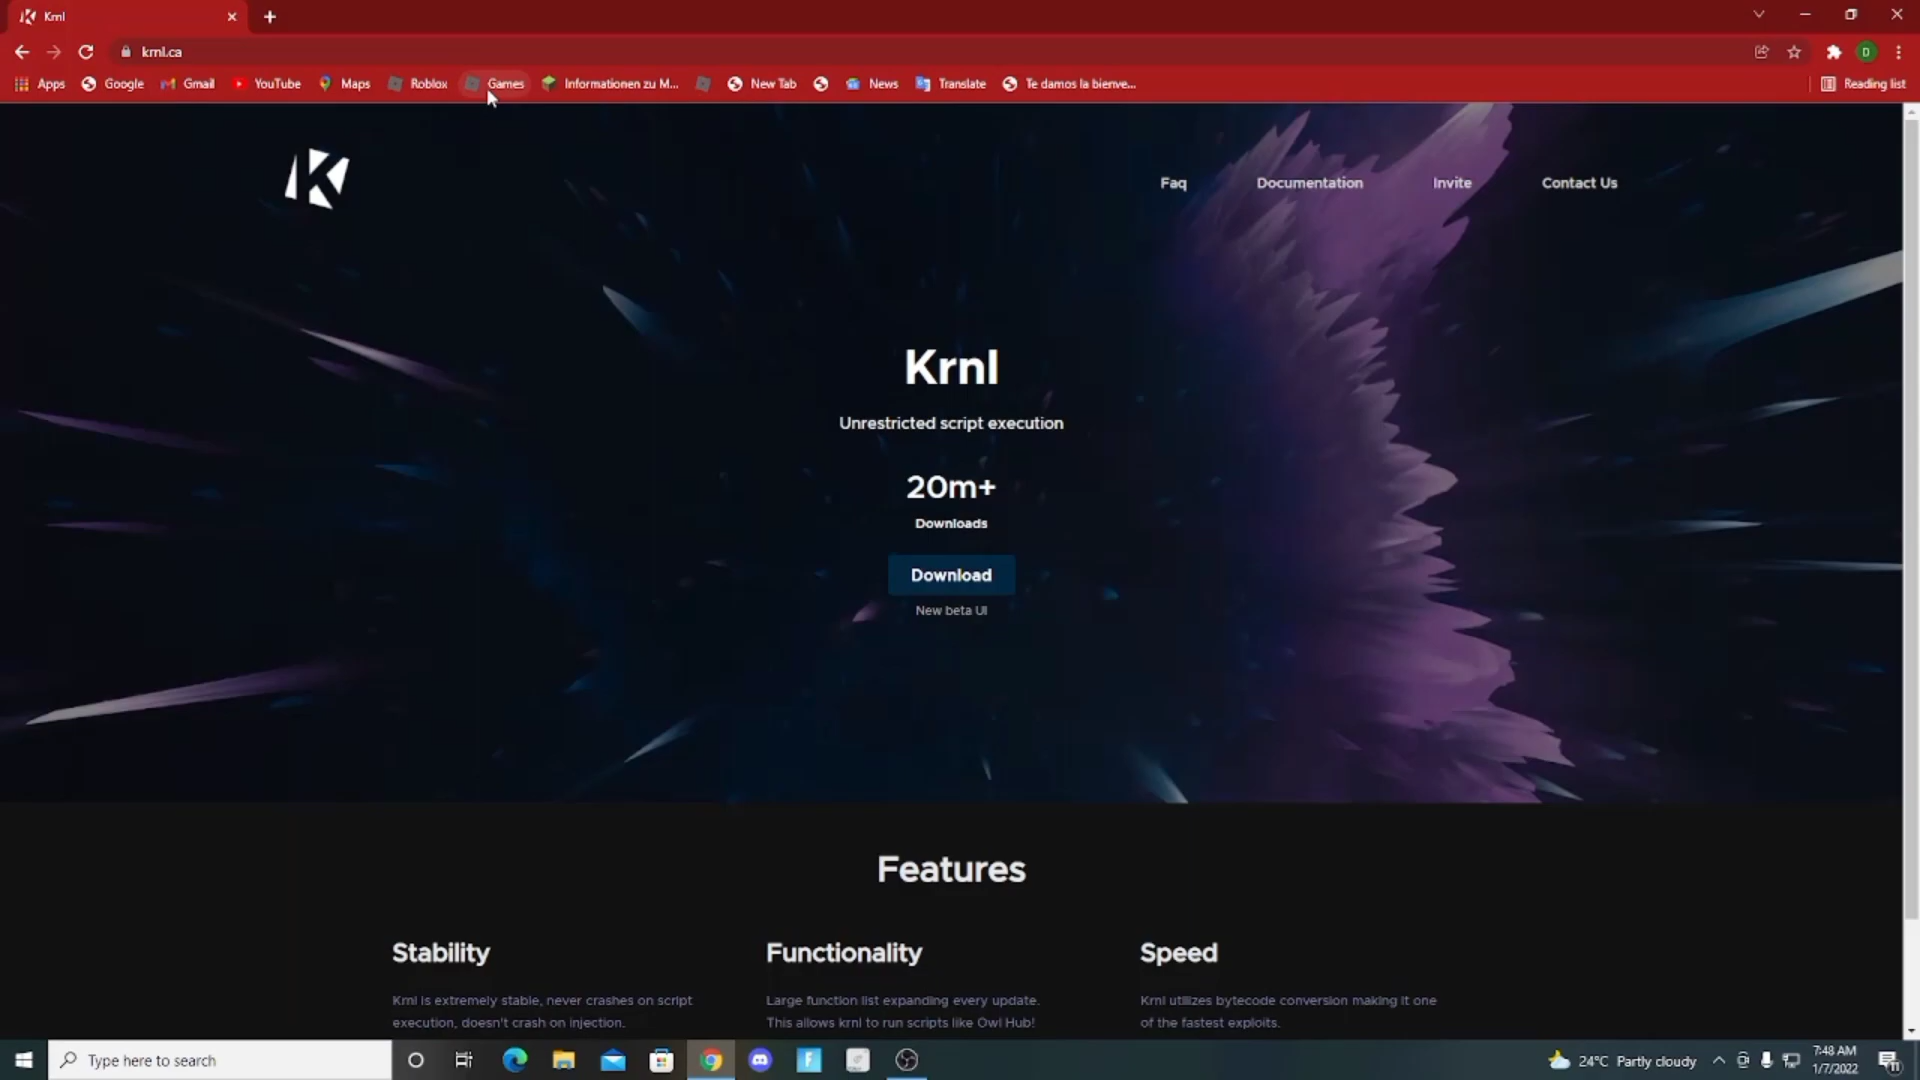 Krnl
krnl.ca
Apps Google Gmail YouTube Maps Roblox Games Informationen zu M... New Tab News Translate Te damos la bienve... Reading list
Faq Documentation Invite Contact Us
Krnl
Unrestricted script execution
20m+
Downloads
Download
New beta UI
Features
Stability
Krnl is extremely stable, never crashes on script
execution, doesn't crash on injection.
Functionality
Large function list expanding every update.
This allows krnl to run scripts like Owl Hub!
Speed
Krnl utilizes bytecode conversion making it one
of the fastest exploits.
Type here to search
24°C Partly cloudy
7:48 AM
1/7/2022